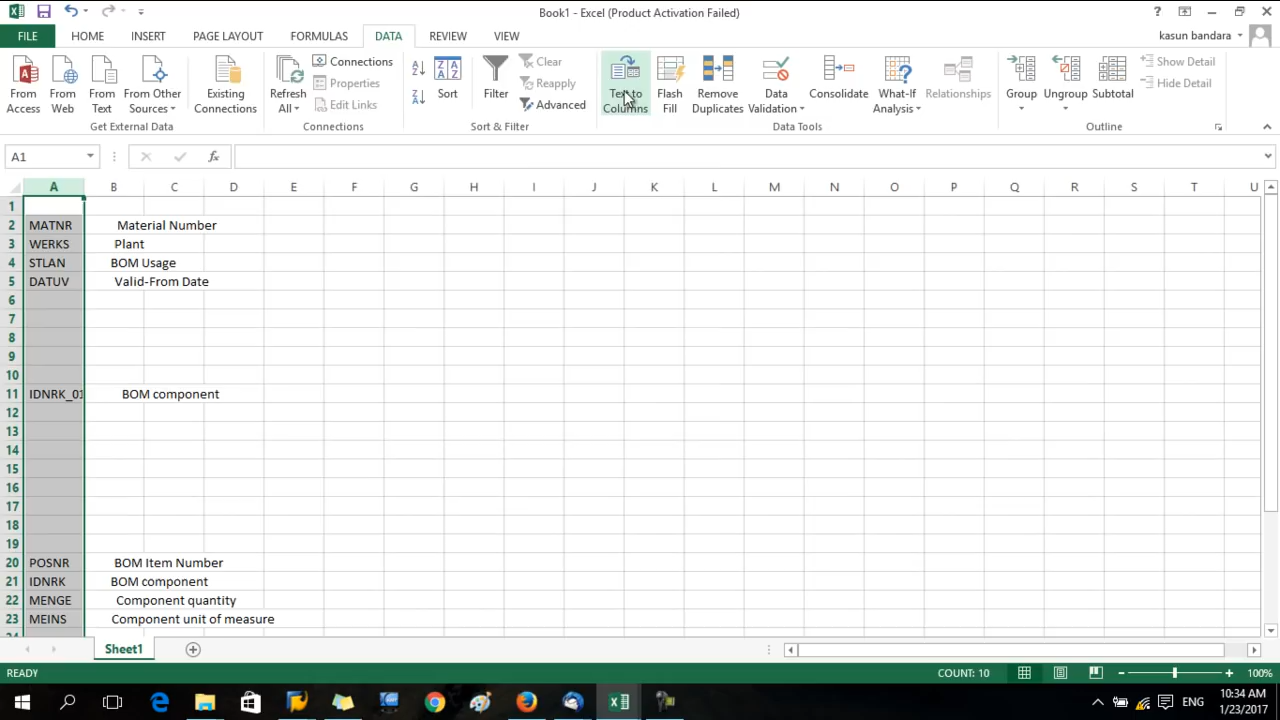 Book1 - Excel (Product Activation Failed)
?
FILE HOME INSERT PAGE LAYOUT FORMULAS DATA REVIEW VIEW kasun bandara
From Access
From Web
From Text
From Other Sources
Existing Connections
Get External Data
Refresh All
Connections
Properties
Edit Links
Connections
Sort
Filter
Clear
Reapply
Advanced
Sort & Filter
Text to Columns
Flash Fill
Remove Duplicates
Data Validation
Consolidate
What-If Analysis
Relationships
Data Tools
Group
Ungroup
Subtotal
Show Detail
Hide Detail
Outline
A1 fx
A B C D E F G H I J K L M N O P Q R S T U
1
2 MATNR Material Number
3 WERKS Plant
4 STLAN BOM Usage
5 DATUV Valid-From Date
6
7
8
9
10
11 IDNRK_01 BOM component
12
13
14
15
16
17
18
19
20 POSNR BOM Item Number
21 IDNRK BOM component
22 MENGE Component quantity
23 MEINS Component unit of measure
24
Sheet1
READY COUNT: 10 100%
ENG 10:34 AM
1/23/2017